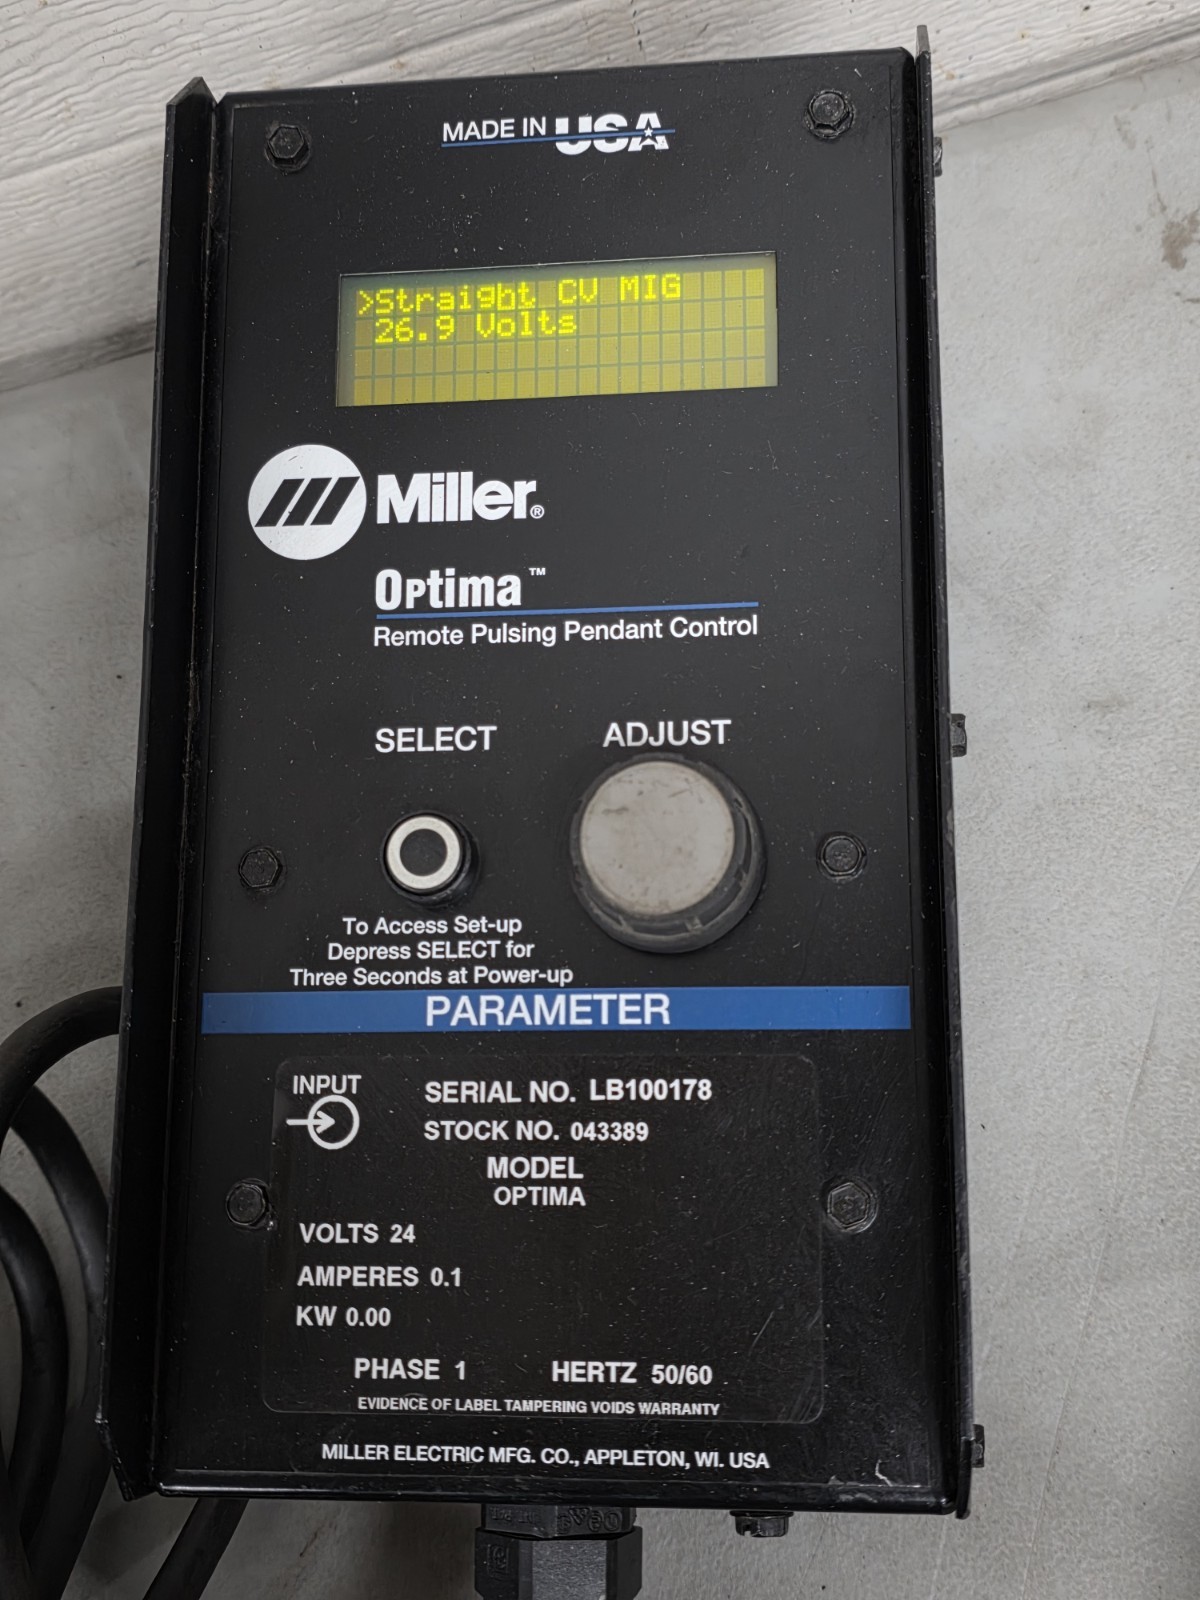 MADE IN USA
>Straight CV MIG
26.9 Volts
Miller®
Optima™
Remote Pulsing Pendant Control
SELECT ADJUST
To Access Set-up
Depress SELECT for
Three Seconds at Power-up
PARAMETER
INPUT
SERIAL NO. LB100178
STOCK NO. 043389
MODEL
OPTIMA
VOLTS 24
AMPERES 0.1
KW 0.00
PHASE 1 HERTZ 50/60
EVIDENCE OF LABEL TAMPERING VOIDS WARRANTY
MILLER ELECTRIC MFG. CO., APPLETON, WI. USA